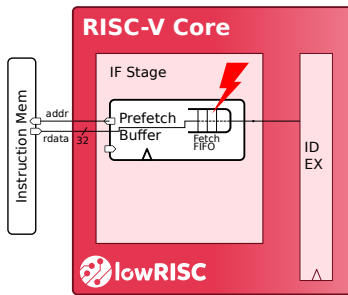 RISC-V Core
IF Stage
Instruction Mem
addr
rdata
32
Prefetch
Buffer
Fetch
FIFO
ID
EX
lowRISC